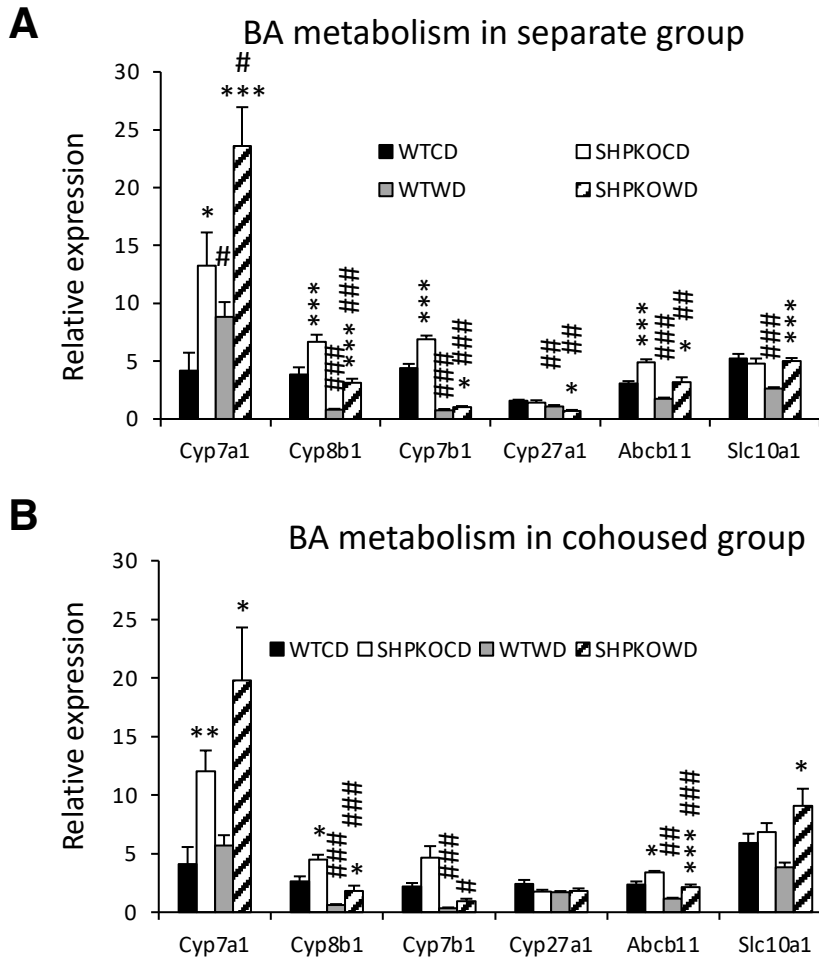 A
BA metabolism in separate group
Relative expression
30
25
20
15
10
5
0
WTCD SHPKOCD
WTWD SHPKOWD
* # # ***
*** ### *** ###
*** ### * ###
## * ##
*** ### * ##
### ***
Cyp7a1 Cyp8b1 Cyp7b1 Cyp27a1 Abcb11 Slc10a1
B
BA metabolism in cohoused group
Relative expression
30
25
20
15
10
5
0
WTCD SHPKOCD WTWD SHPKOWD
** *
* ### * ###
### #
* ## *** ###
*
Cyp7a1 Cyp8b1 Cyp7b1 Cyp27a1 Abcb11 Slc10a1